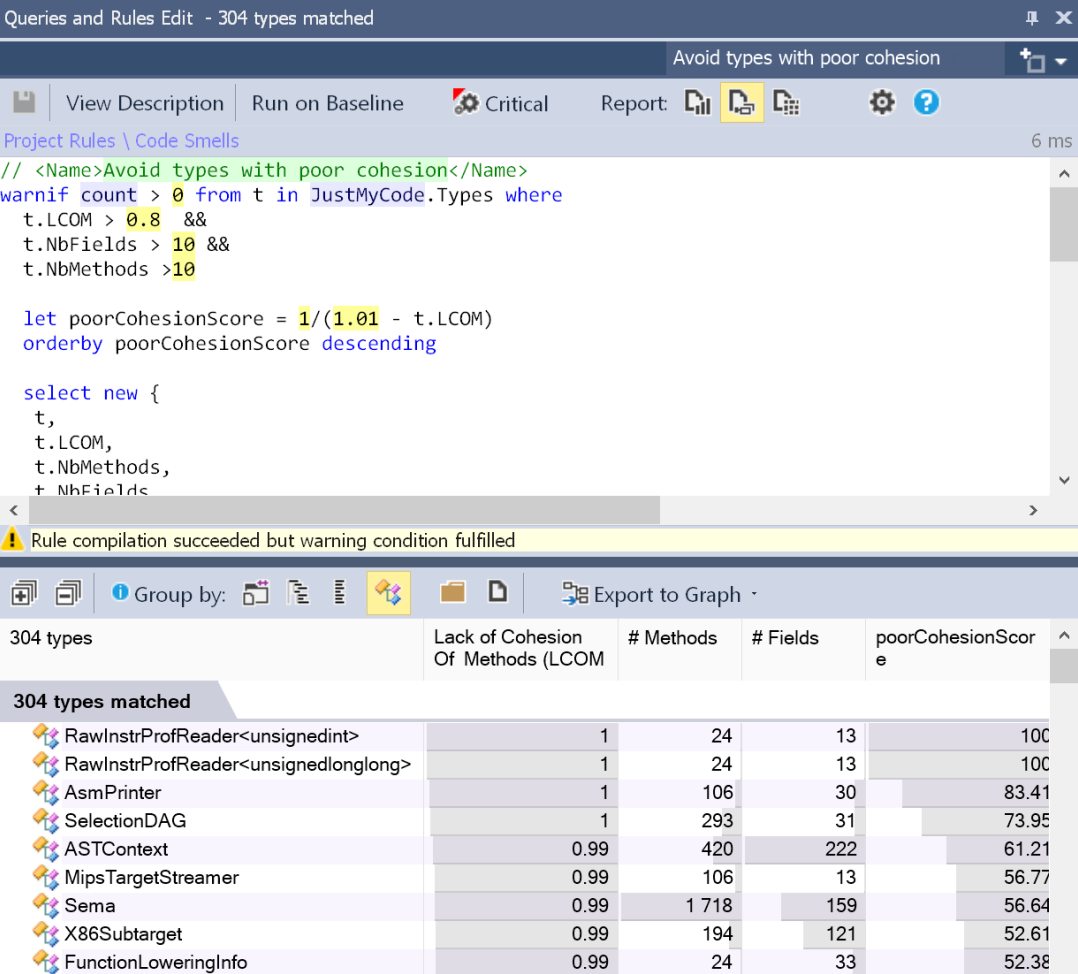 Queries and Rules Edit - 304 types matched
Avoid types with poor cohesion
View Description Run on Baseline Critical Report:
Project Rules \ Code Smells 6 ms
// <Name>Avoid types with poor cohesion</Name>
warnif count > 0 from t in JustMyCode.Types where
t.LCOM > 0.8 &&
t.NbFields > 10 &&
t.NbMethods >10
let poorCohesionScore = 1/(1.01 - t.LCOM)
orderby poorCohesionScore descending
select new {
t,
t.LCOM,
t.NbMethods,
t.NbFields
Rule compilation succeeded but warning condition fulfilled
Group by: Export to Graph
304 types Lack of Cohesion # Methods # Fields poorCohesionScor
Of Methods (LCOM e
304 types matched
RawInstrProfReader<unsignedint> 1 24 13 100
RawInstrProfReader<unsignedlonglong> 1 24 13 100
AsmPrinter 1 106 30 83.41
SelectionDAG 1 293 31 73.95
ASTContext 0.99 420 222 61.21
MipsTargetStreamer 0.99 106 13 56.77
Sema 0.99 1 718 159 56.64
X86Subtarget 0.99 194 121 52.61
FunctionLoweringInfo 0.99 24 33 52.38